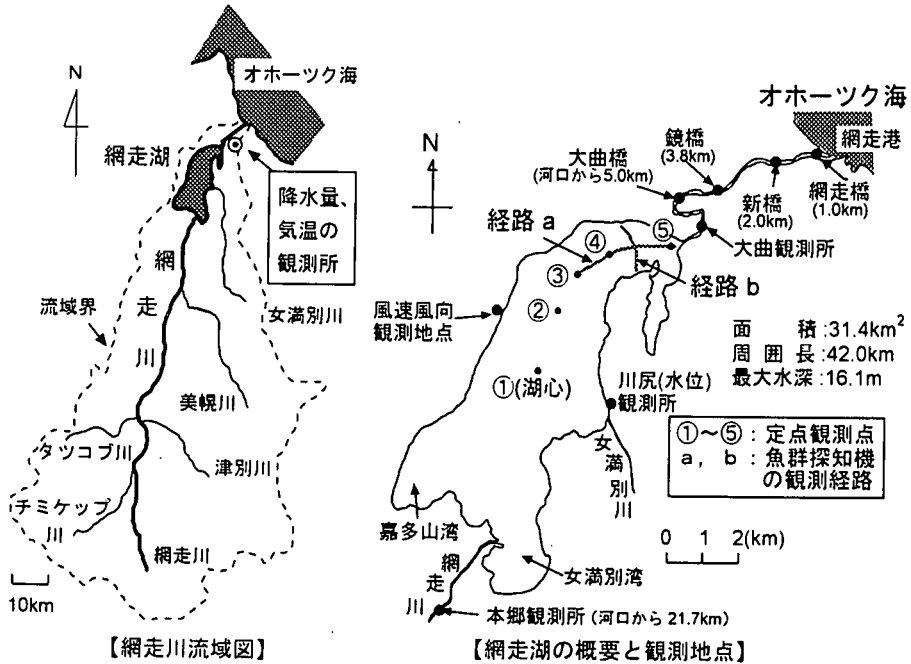 N
オホーツク海
網走湖
降水量、
気温の
観測所
網
走
川
流域界
女満別川
美幌川
タツコブ川
津別川
チミケップ
川
網走川
10km
【網走川流域図】
オホーツク海
網走港
N
鏡橋
(3.8km)
大曲橋
(河口から5.0km)
新橋
(2.0km)
網走橋
(1.0km)
大曲観測所
経路 a
⑤
④
③
経路 b
②
風速風向
観測地点
面 積:31.4km²
周 囲 長:42.0km
最大水深:16.1m
①(湖心)
川尻(水位)
観測所
女
満
別
川
①～⑤ : 定点観測点
a, b : 魚群探知機
の観測経路
嘉多山湾
0 1 2(km)
女満別湾
網
走
川
本郷観測所 (河口から 21.7km)
【網走湖の概要と観測地点】